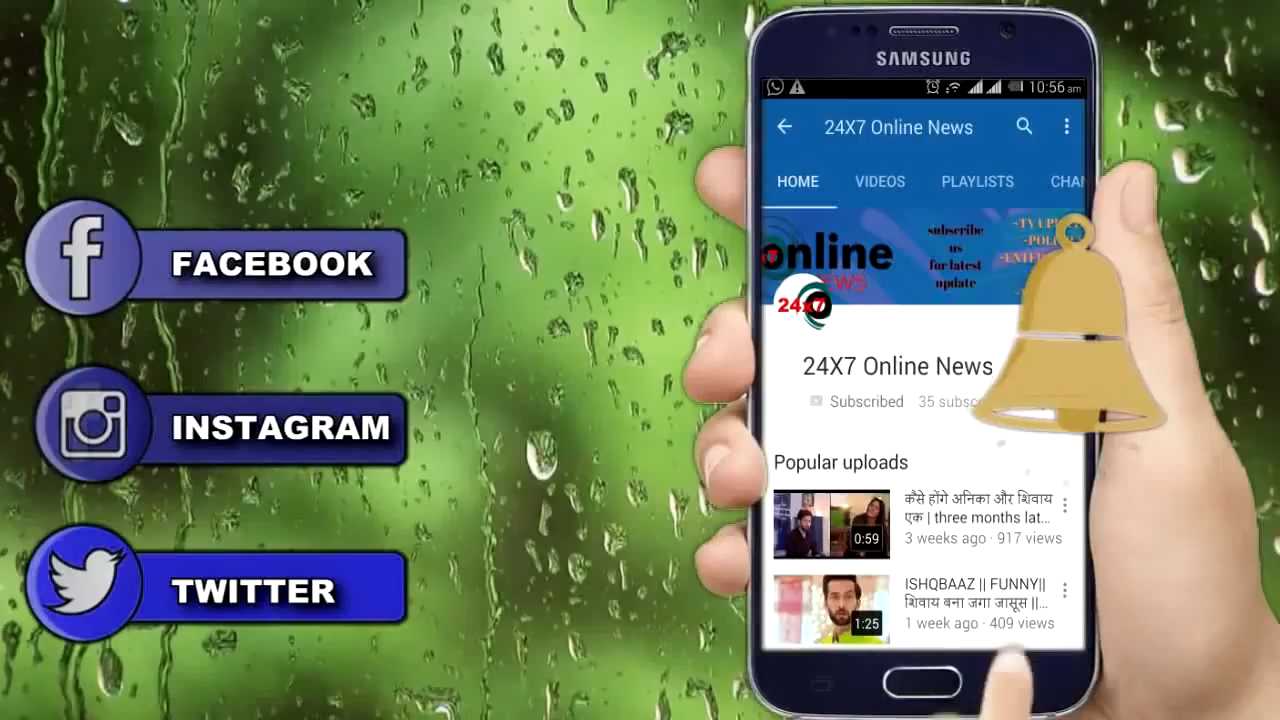 FACEBOOK
INSTAGRAM
TWITTER
SAMSUNG
10:56 am
24X7 Online News
HOME VIDEOS PLAYLISTS CHAN
online
NEWS
subscribe
us
for latest
update
24x7
24X7 Online News
Subscribed 35 subsc
Popular uploads
कैसे होंगे अनिका और शिवाय
एक | three months lat...
3 weeks ago · 917 views
0:59
ISHQBAAZ || FUNNY||
शिवाय बना जगा जासूस ||...
1 week ago · 409 views
1:25